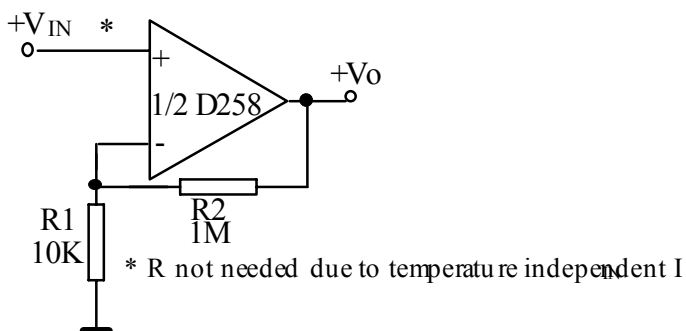 +VIN *
+
+Vo
1/2 D258
-
R1
10K
R2
1M
* R not needed due to temperature independent IIN